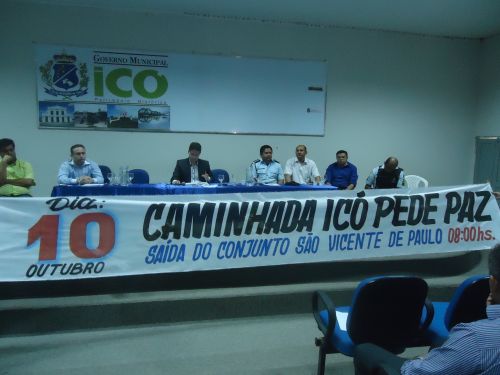 GOVERNO MUNICIPAL
ICÓ
DIA:
10
OUTUBRO
CAMINHADA ICÓ PEDE PAZ
SAÍDA DO CONJUNTO SÃO VICENTE DE PAULO 08:00hs.